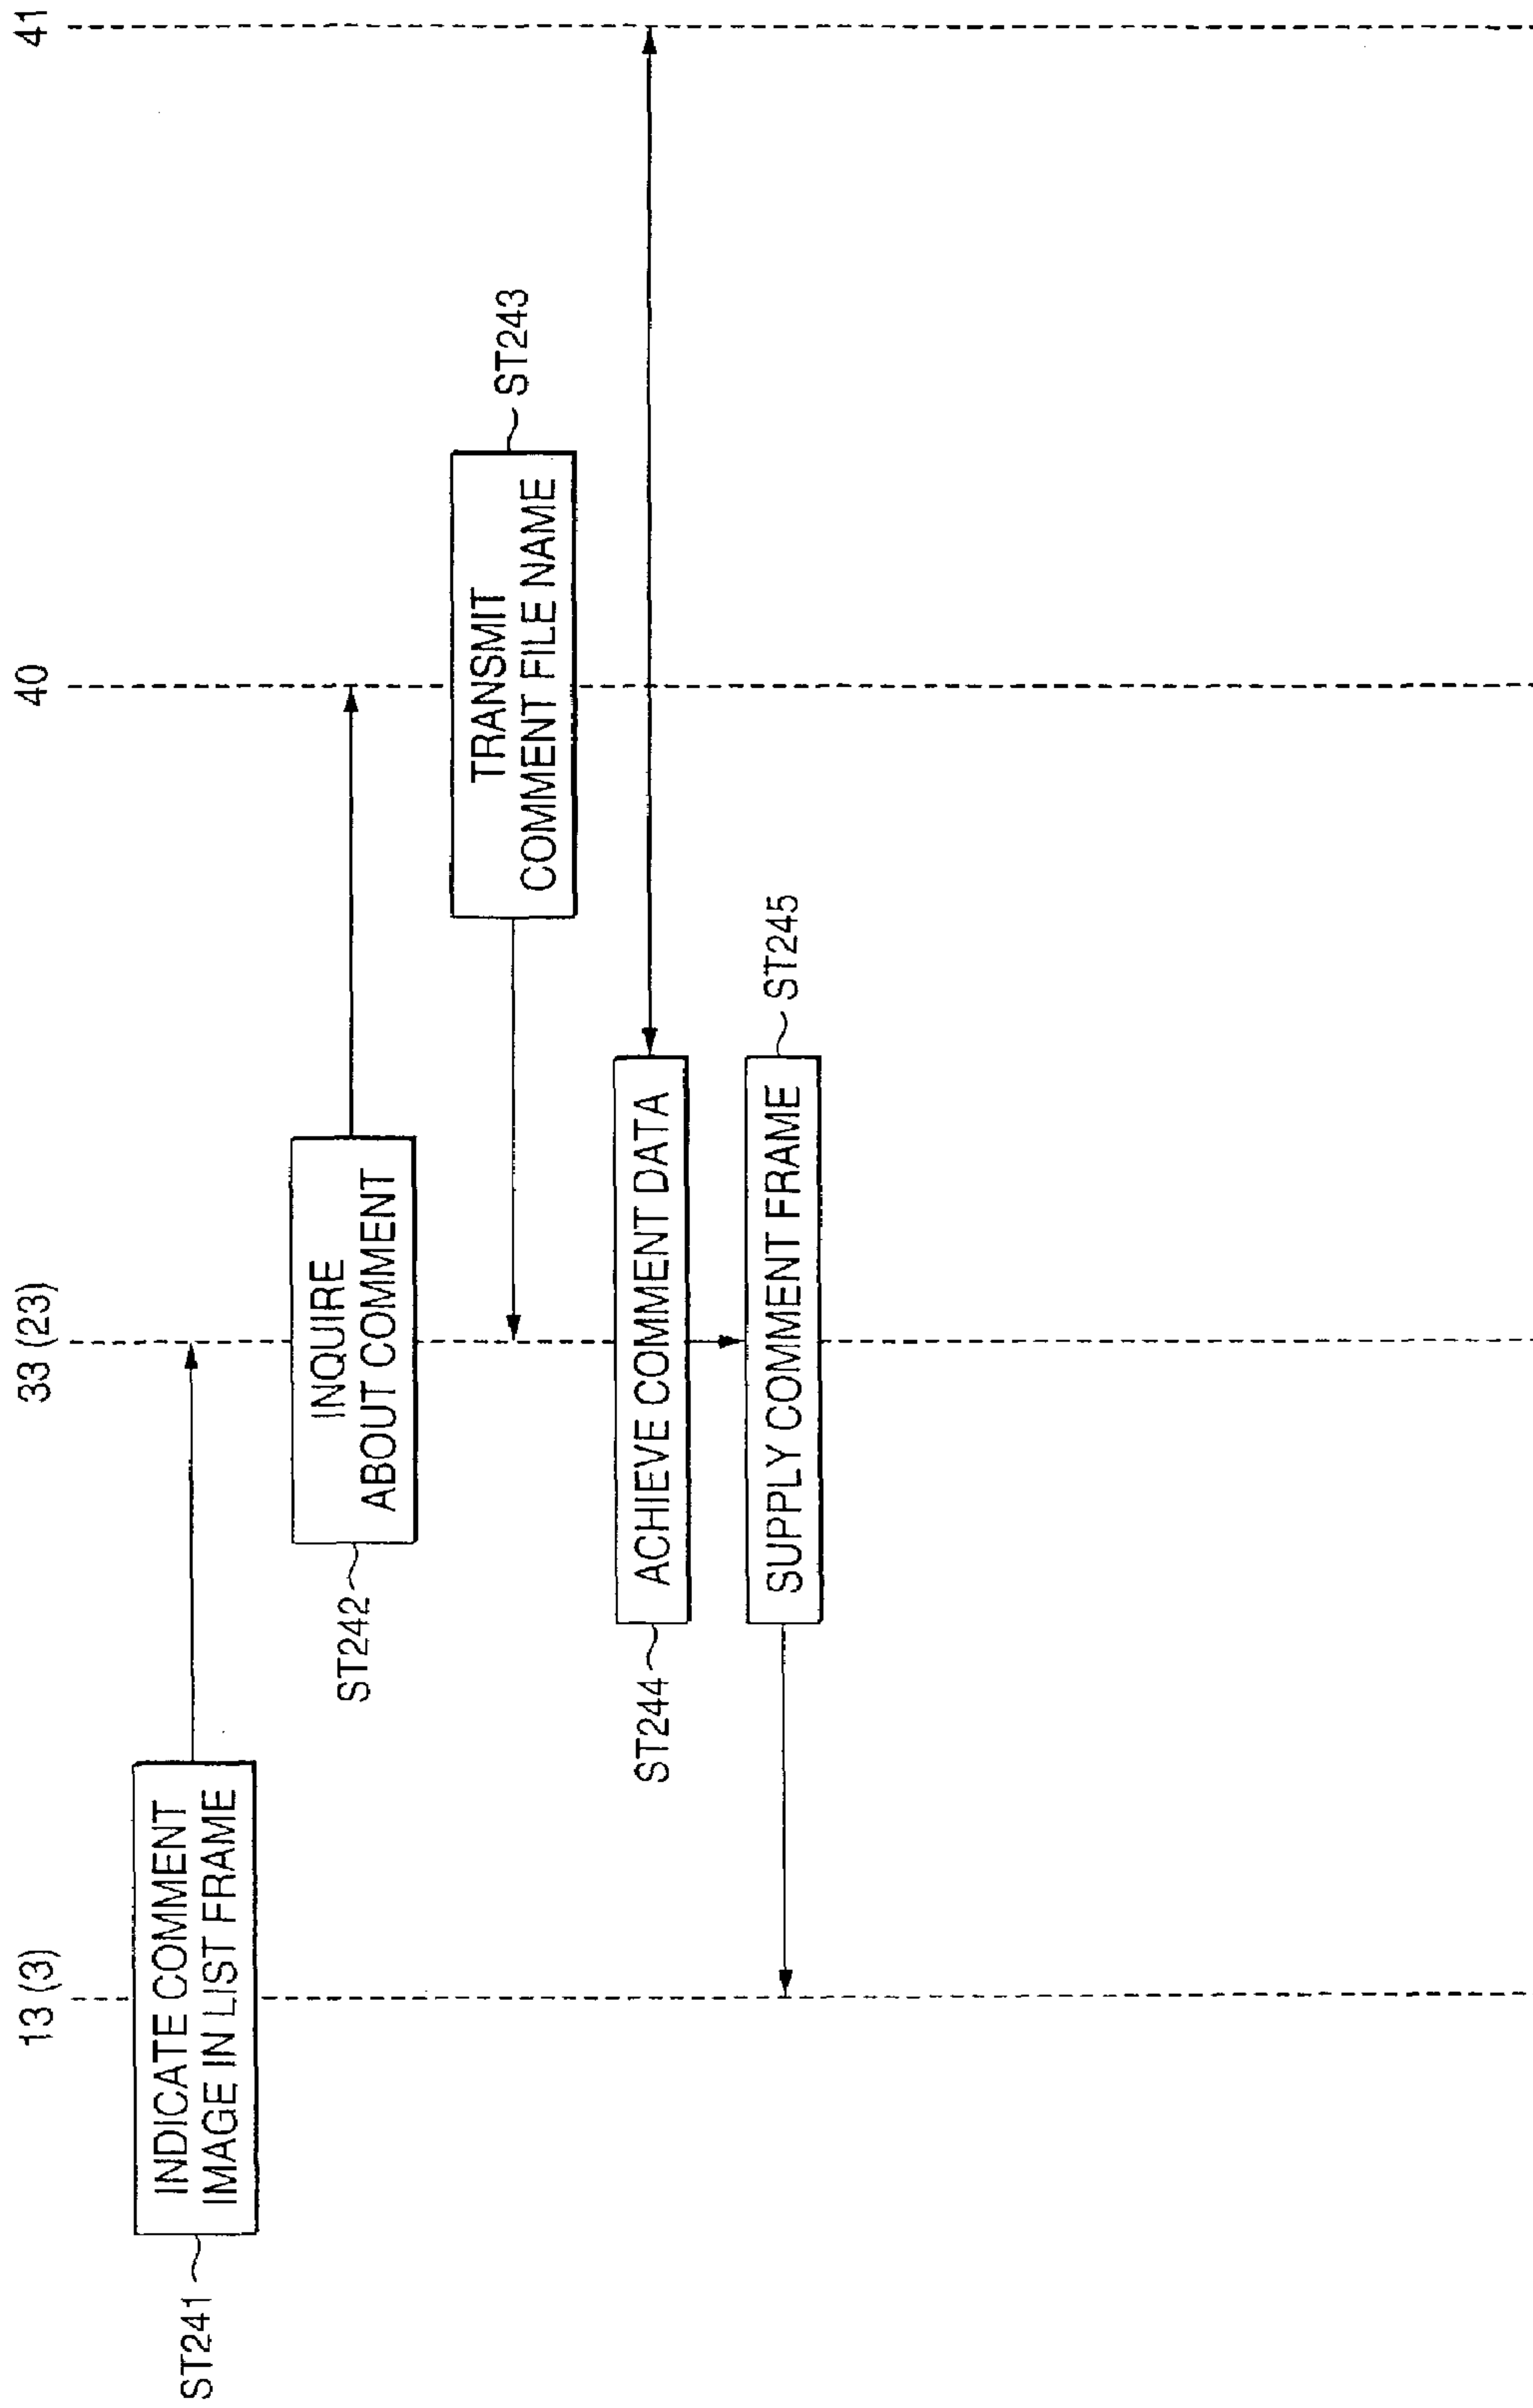 13 (3)
33 (23)
40
41
ST241
INDICATE COMMENT
IMAGE IN LIST FRAME
ST242
INQUIRE
ABOUT COMMENT
TRANSMIT
COMMENT FILE NAME
ST243
ST244
ACHIEVE COMMENT DATA
SUPPLY COMMENT FRAME
ST245